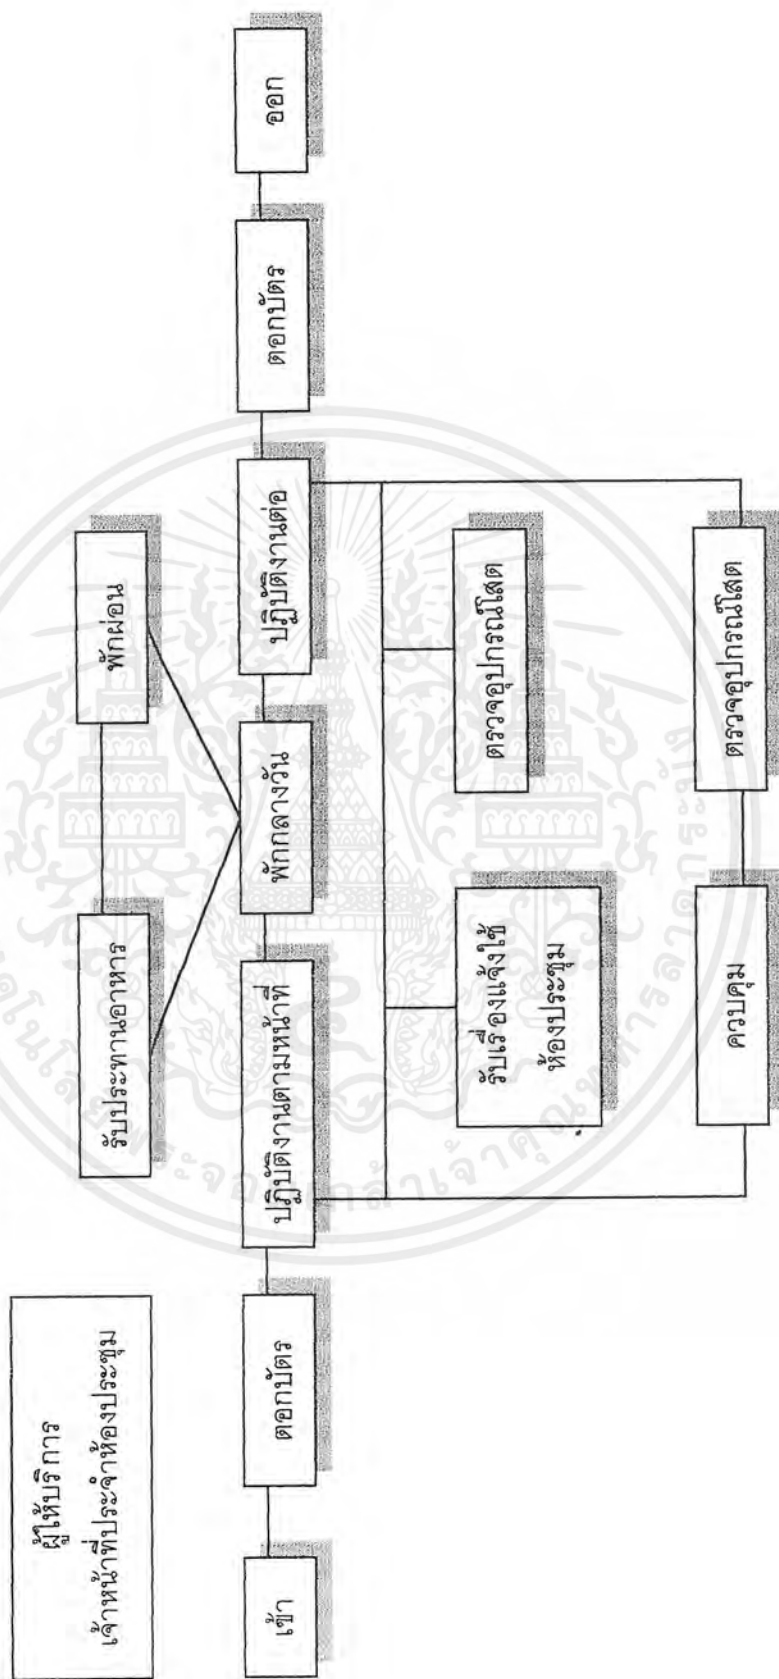 ผู้ให้บริการ
เจ้าหน้าที่ประจำห้องประชุม
รับประทานอาหาร
พักผ่อน
เข้า
ตอกบัตร
ปฏิบัติงานตามหน้าที่
พักกลางวัน
ปฏิบัติงานต่อ
ตอกบัตร
ออก
รับเรื่องแจ้งใช้
ห้องประชุม
ตรวจอุปกรณ์โสต
ควบคุม
ตรวจอุปกรณ์โสต